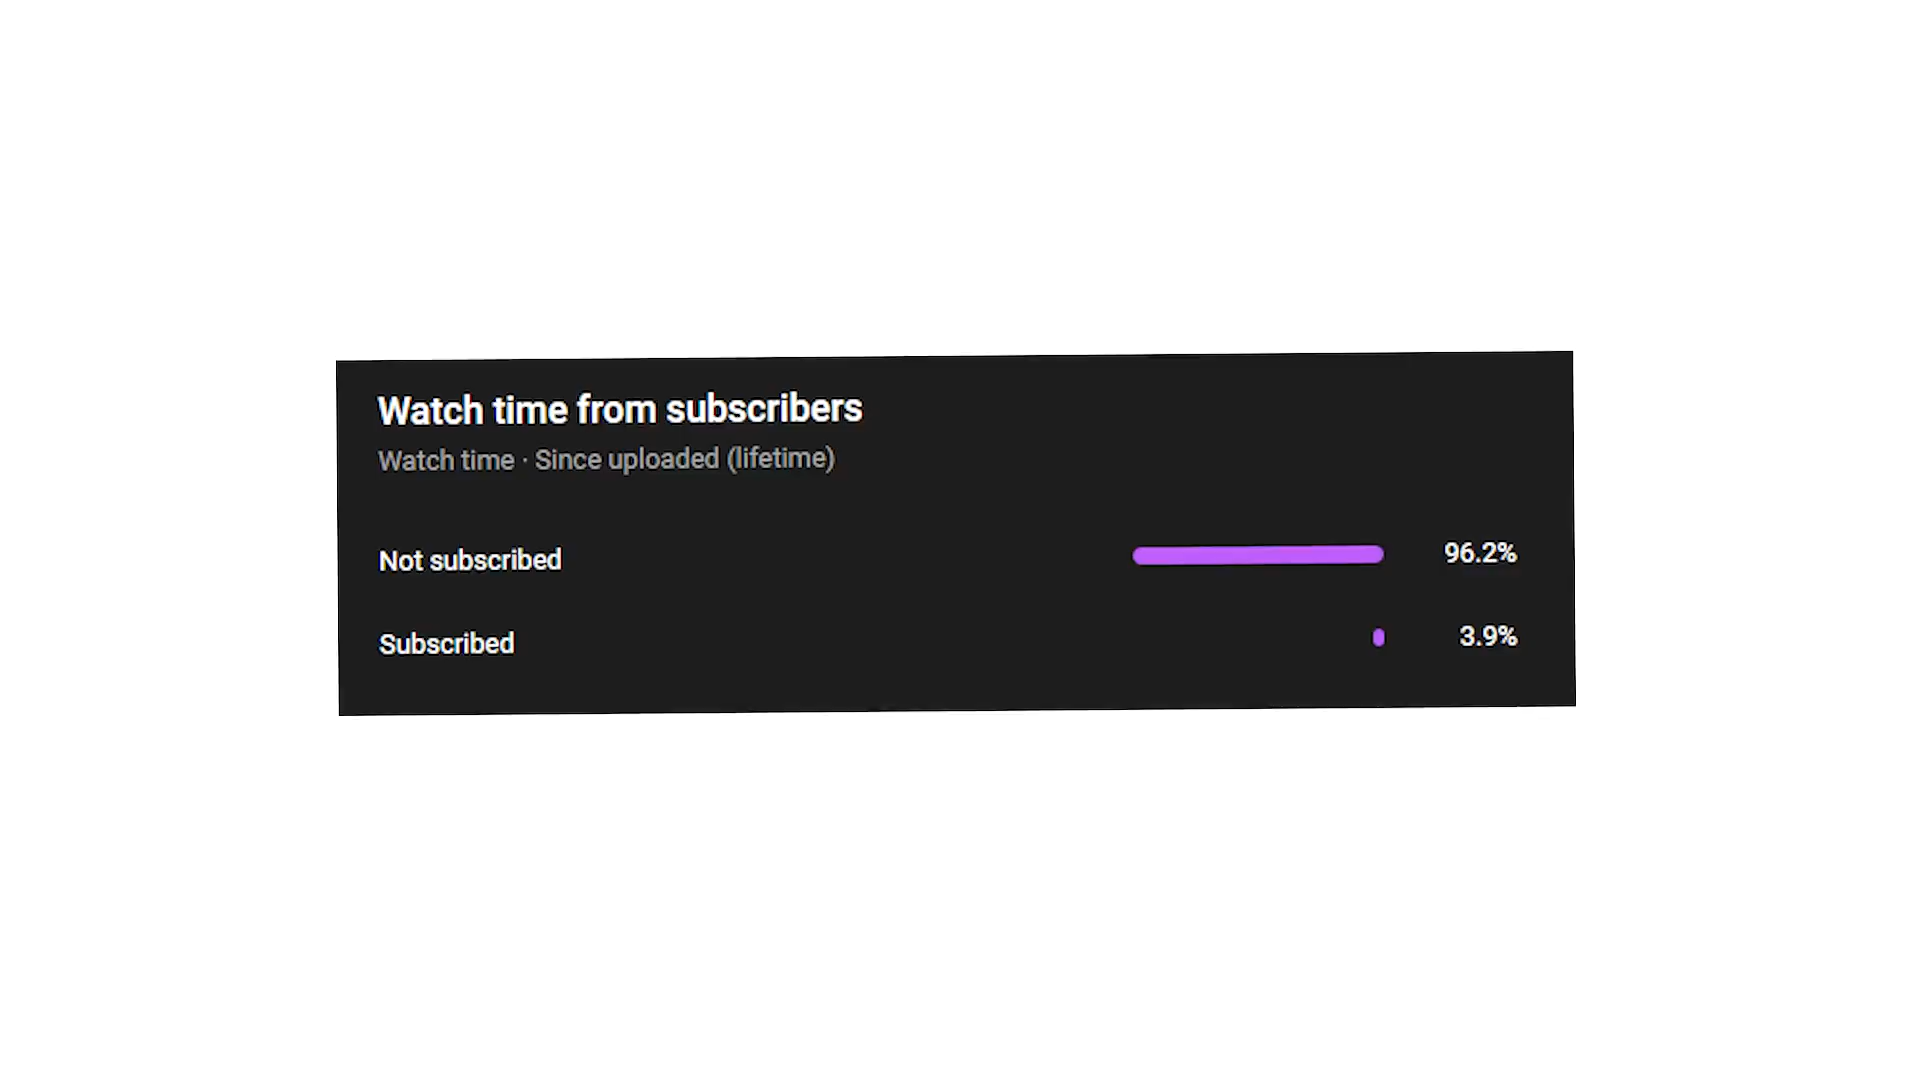 Watch time from subscribers
Watch time · Since uploaded (lifetime)
Not subscribed 96.2%
Subscribed 3.9%